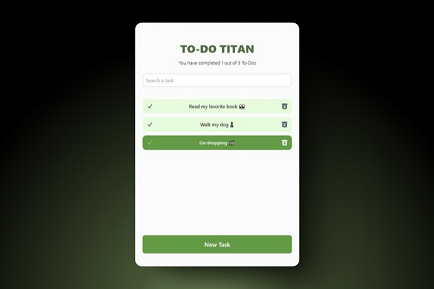 TO-DO TITAN
You have completed 1 out of 3 To-Dos
Search a task
Read my favorite book
Walk my dog
Go shopping
New Task